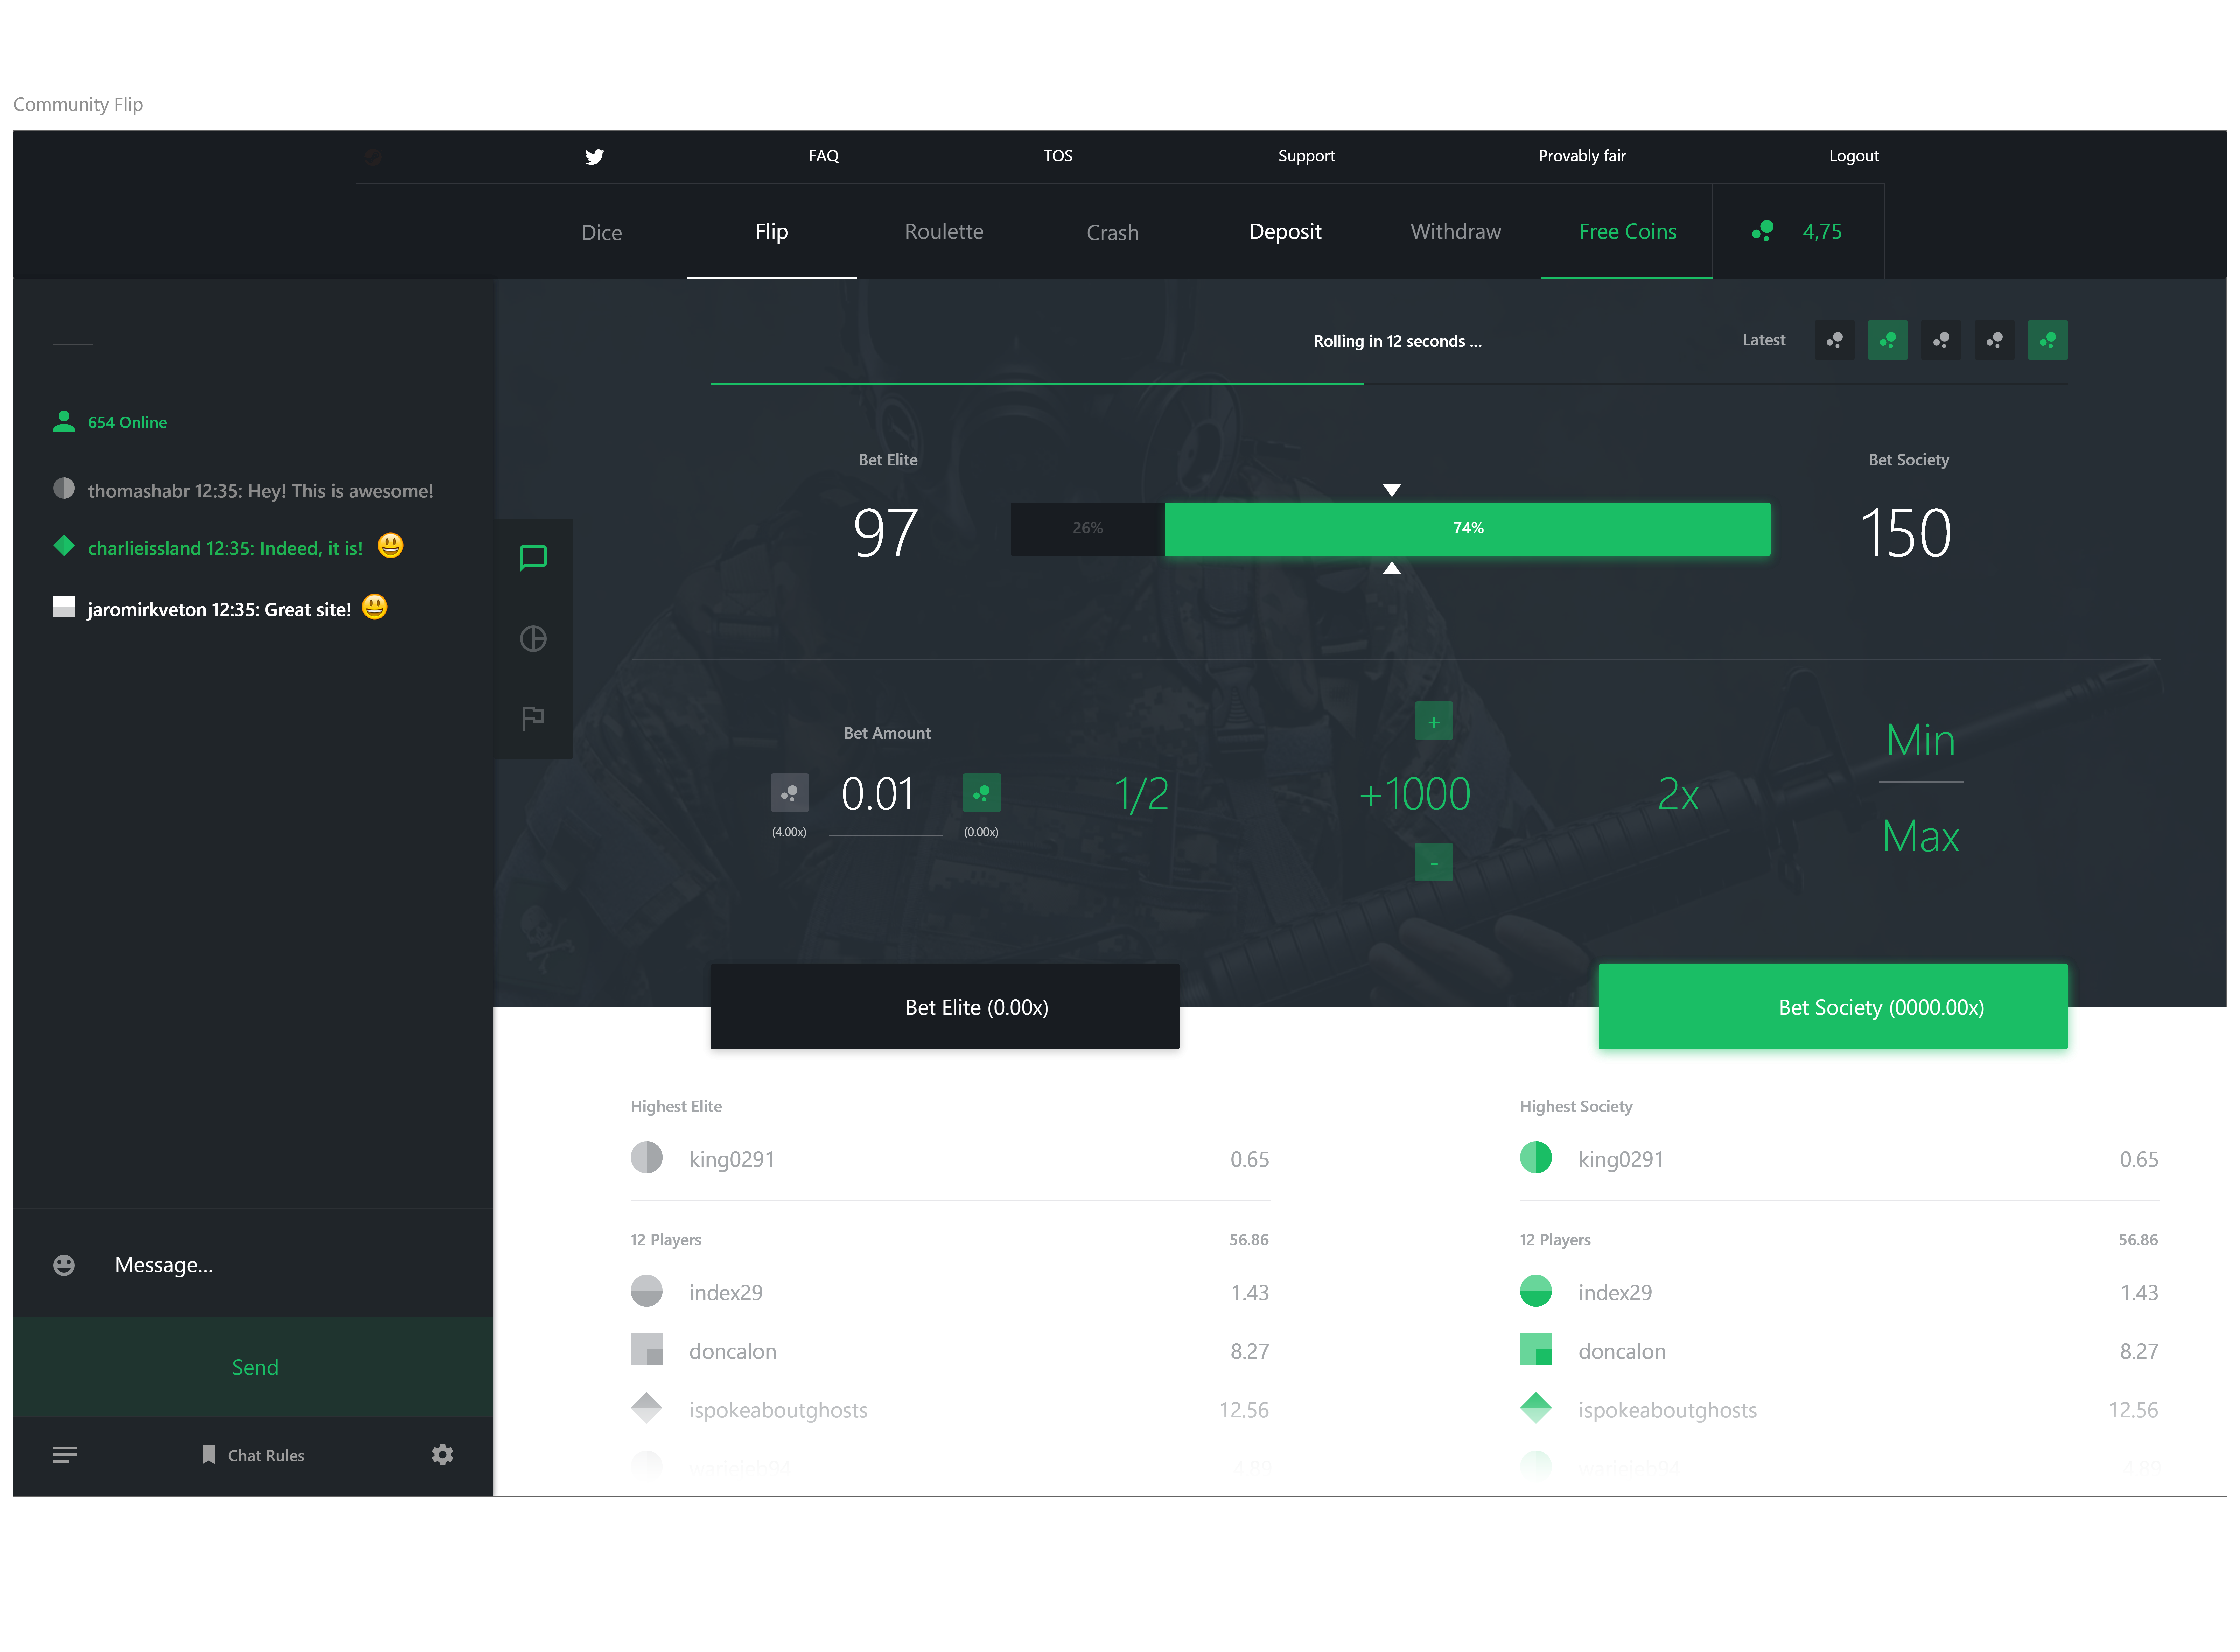 Community Flip
FAQ TOS Support Provably fair Logout
Dice Flip Roulette Crash Deposit Withdraw Free Coins 4,75
Rolling in 12 seconds ... Latest
654 Online
thomashabr 12:35: Hey! This is awesome!
charlieissland 12:35: Indeed, it is! 😃
jaromirkveton 12:35: Great site! 😃
Bet Elite
97
26% 74%
Bet Society
150
Bet Amount
0.01
(4.00x) (0.00x)
1/2
+
+1000
-
2x
Min
Max
Bet Elite (0.00x)
Bet Society (0000.00x)
Highest Elite
king0291 0.65
12 Players 56.86
index29 1.43
doncalon 8.27
ispokeaboutghosts 12.56
4.89
Highest Society
king0291 0.65
12 Players 56.86
index29 1.43
doncalon 8.27
ispokeaboutghosts 12.56
4.89
Message...
Send
Chat Rules